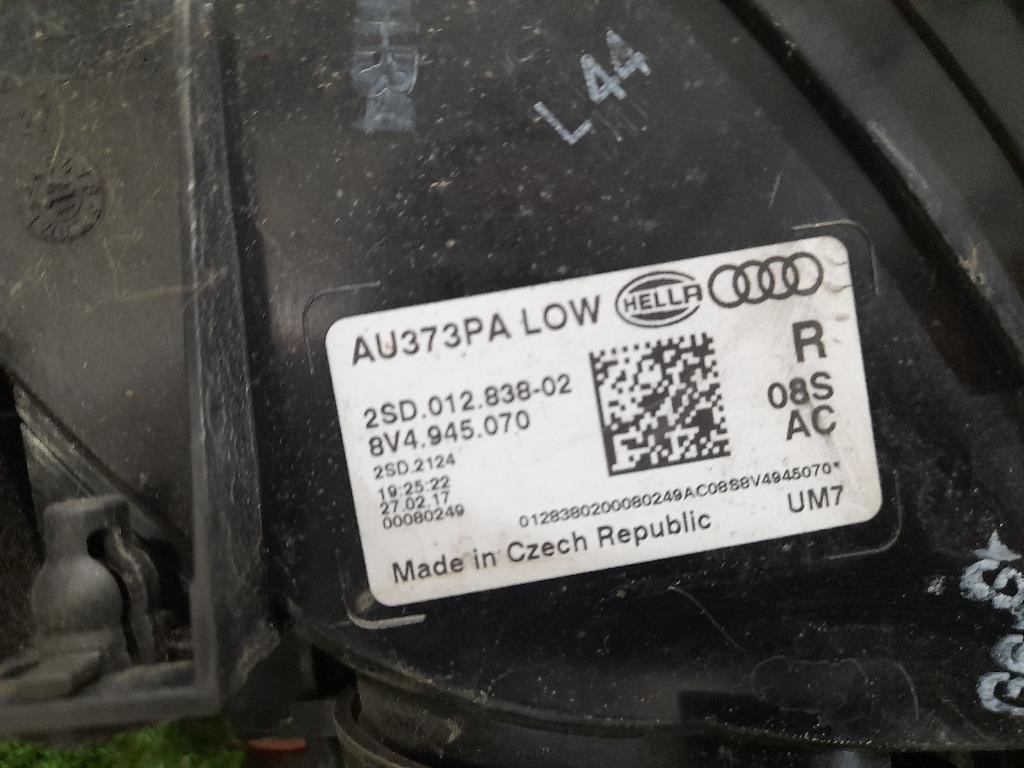 L44
AU373PA LOW HELLA
R
2SD.012.838-02
08S
8V4.945.070
AC
2SD.2124
19:25:22
27.02.17
00080249
0128380200080249AC08S8V4945070*
UM7
Made in Czech Republic